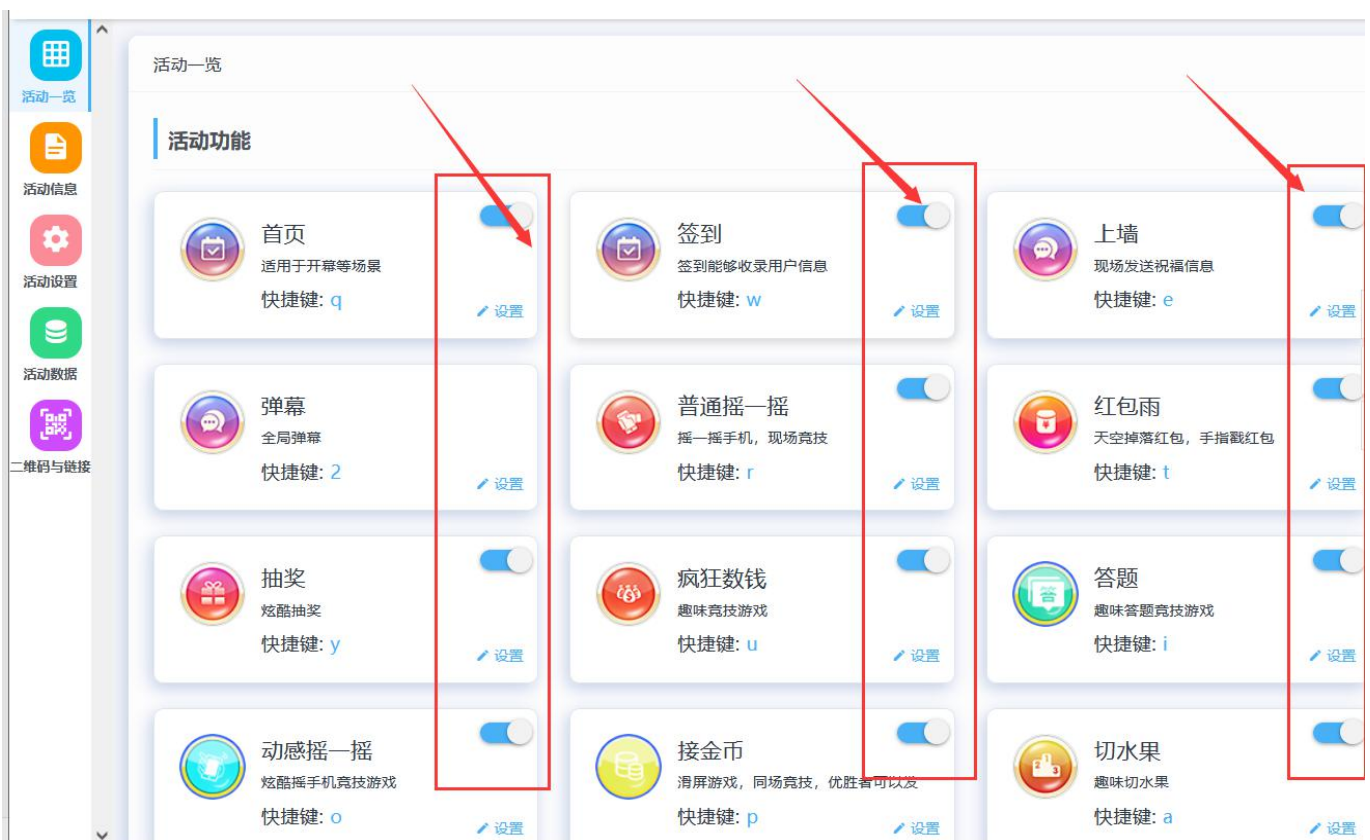 活动一览
活动信息
活动设置
活动数据
二维码与链接
活动一览
活动功能
首页
适用于开幕等场景
快捷键: q
设置
签到
签到能够收录用户信息
快捷键: w
设置
上墙
现场发送祝福信息
快捷键: e
设置
弹幕
全局弹幕
快捷键: 2
设置
普通摇一摇
摇一摇手机，现场竞技
快捷键: r
设置
红包雨
天空掉落红包，手指戳红包
快捷键: t
设置
抽奖
炫酷抽奖
快捷键: y
设置
疯狂数钱
趣味竞技游戏
快捷键: u
设置
答
答题
趣味答题竞技游戏
快捷键: i
设置
动感摇一摇
炫酷摇手机竞技游戏
快捷键: o
设置
接金币
滑屏游戏，同场竞技，优胜者可以发
快捷键: p
设置
切水果
趣味切水果
快捷键: a
设置